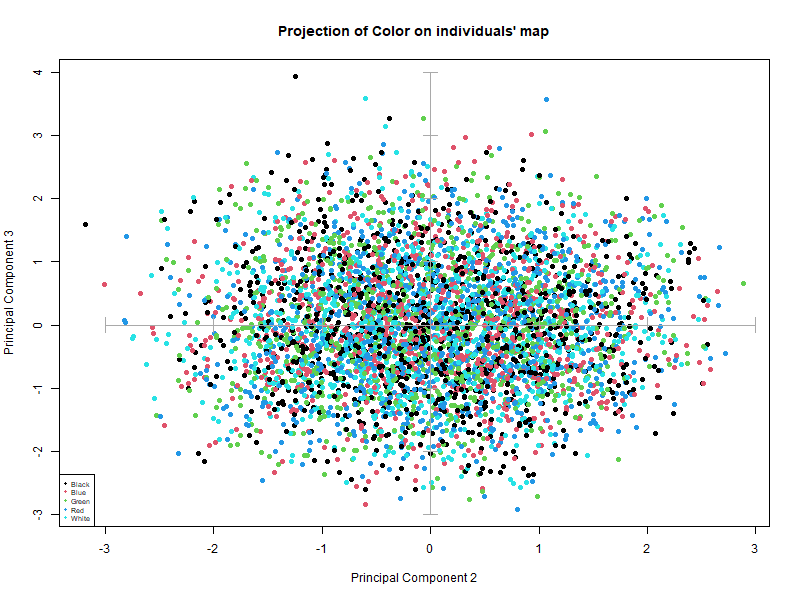 Projection of Color on individuals' map
Principal Component 3
4
3
2
1
0
-1
-2
-3
Black
Blue
Green
Red
White
-3 -2 -1 0 1 2 3
Principal Component 2